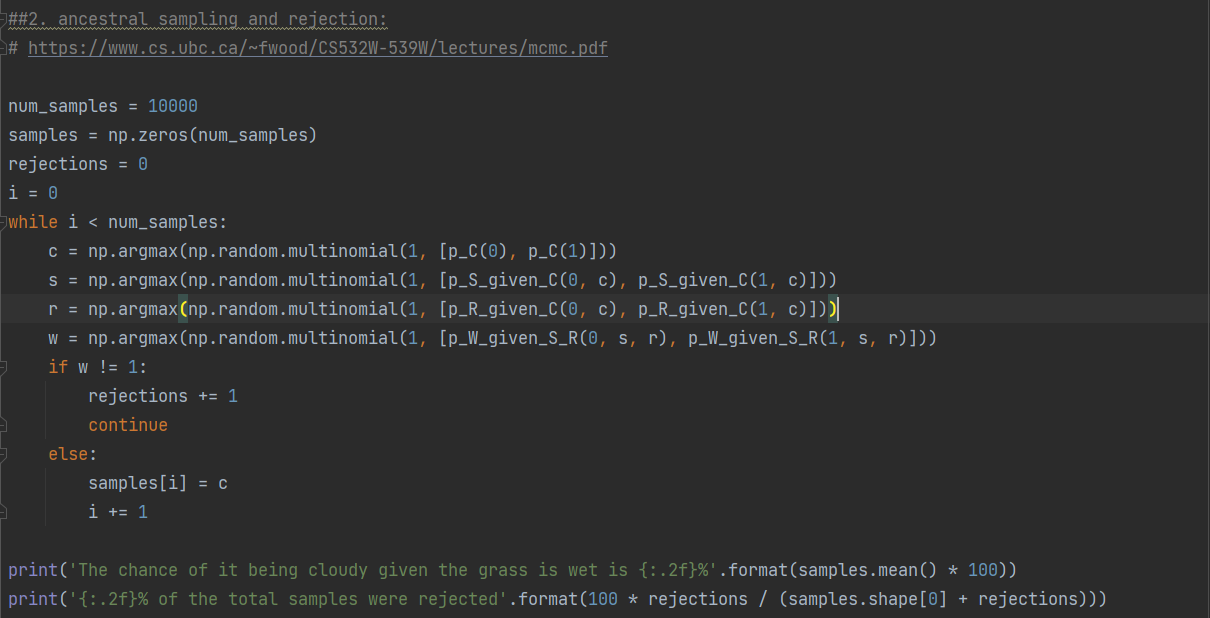 ##2. ancestral sampling and rejection:
# https://www.cs.ubc.ca/~fwood/CS532W-539W/lectures/mcmc.pdf

num_samples = 10000
samples = np.zeros(num_samples)
rejections = 0
i = 0
while i < num_samples:
    c = np.argmax(np.random.multinomial(1, [p_C(0), p_C(1)]))
    s = np.argmax(np.random.multinomial(1, [p_S_given_C(0, c), p_S_given_C(1, c)]))
    r = np.argmax(np.random.multinomial(1, [p_R_given_C(0, c), p_R_given_C(1, c)]))
    w = np.argmax(np.random.multinomial(1, [p_W_given_S_R(0, s, r), p_W_given_S_R(1, s, r)]))
    if w != 1:
        rejections += 1
        continue
    else:
        samples[i] = c
        i += 1

print('The chance of it being cloudy given the grass is wet is {:.2f}%'.format(samples.mean() * 100))
print('{:.2f}% of the total samples were rejected'.format(100 * rejections / (samples.shape[0] + rejections)))